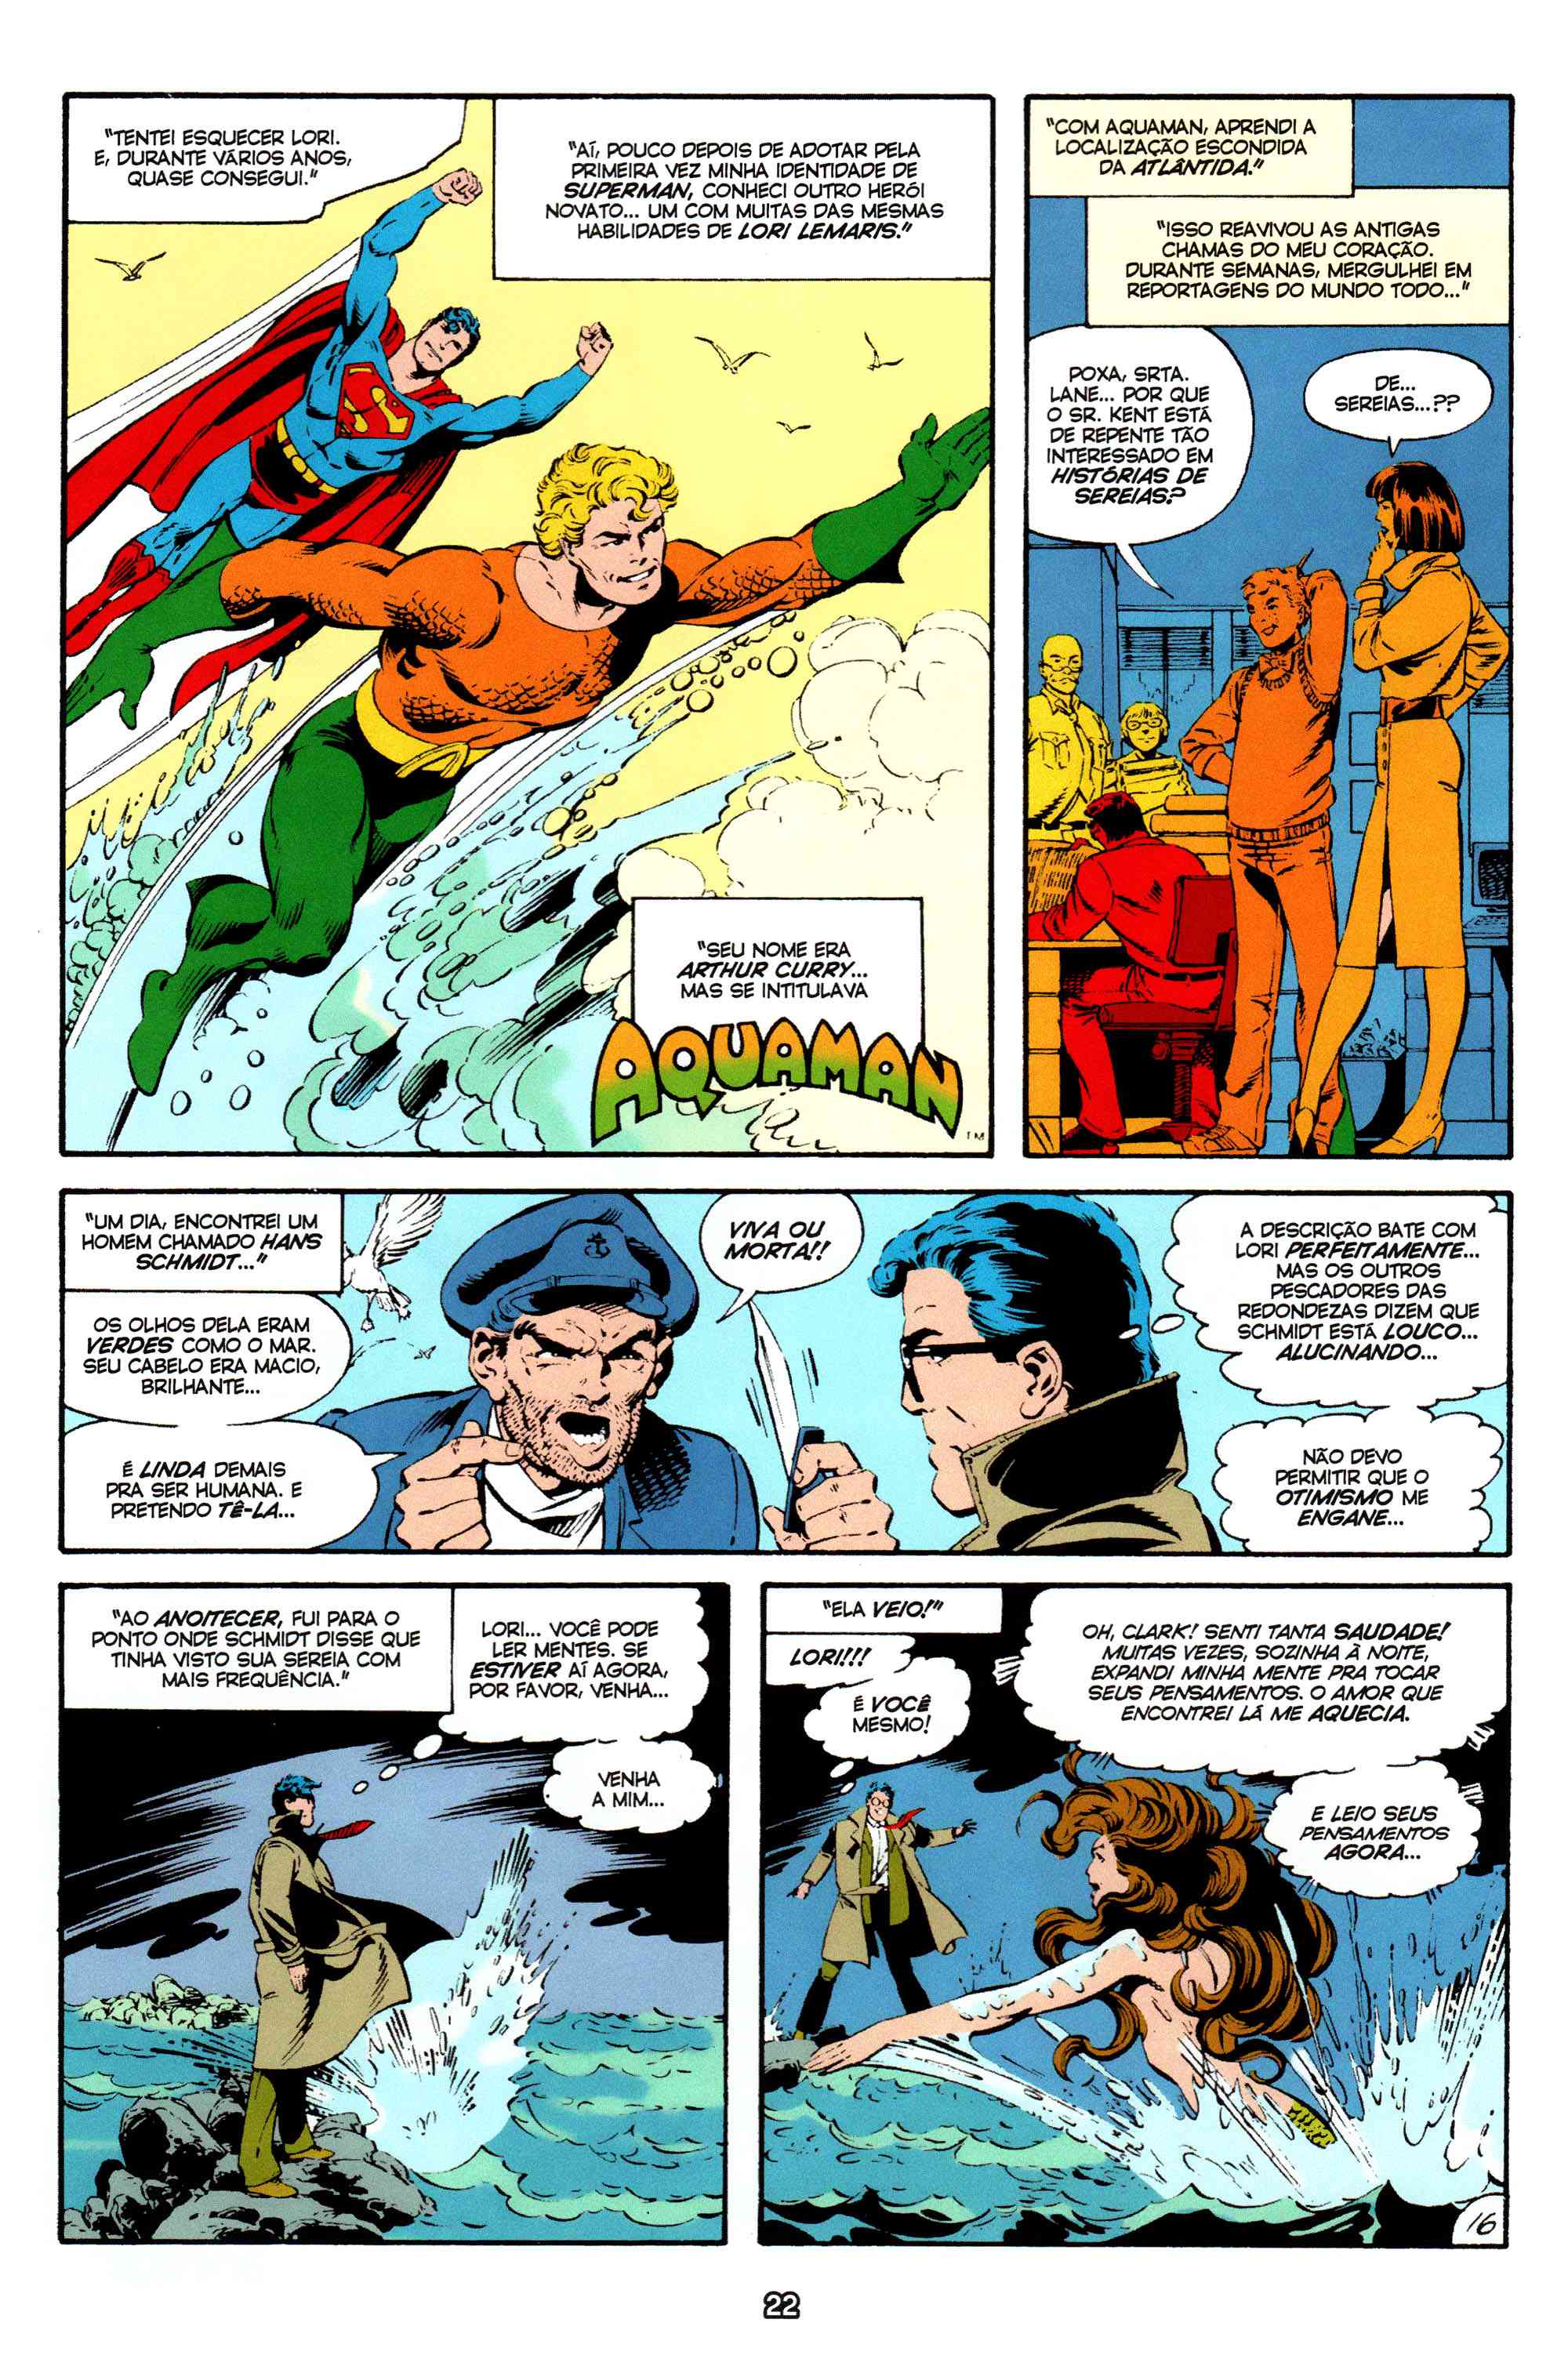 "TENTEI ESQUECER LORI.
E, DURANTE VÁRIOS ANOS,
QUASE CONSEGUI."
"AÍ, POUCO DEPOIS DE ADOTAR PELA
PRIMEIRA VEZ MINHA IDENTIDADE DE
SUPERMAN, CONHECI OUTRO HERÓI
NOVATO... UM COM MUITAS DAS MESMAS
HABILIDADES DE LORI LEMARIS."
"SEU NOME ERA
ARTHUR CURRY...
MAS SE INTITULAVA
AQUAMAN
TM
"COM AQUAMAN, APRENDI A
LOCALIZAÇÃO ESCONDIDA
DA ATLÂNTIDA."
"ISSO REAVIVOU AS ANTIGAS
CHAMAS DO MEU CORAÇÃO.
DURANTE SEMANAS, MERGULHEI EM
REPORTAGENS DO MUNDO TODO..."
POXA, SRTA.
LANE... POR QUE
O SR. KENT ESTÁ
DE REPENTE TÃO
INTERESSADO EM
HISTÓRIAS DE
SEREIAS?
DE...
SEREIAS...??
"UM DIA, ENCONTREI UM
HOMEM CHAMADO HANS
SCHMIDT..."
OS OLHOS DELA ERAM
VERDES COMO O MAR.
SEU CABELO ERA MACIO,
BRILHANTE...
É LINDA DEMAIS
PRA SER HUMANA. E
PRETENDO TÊ-LA...
VIVA OU
MORTA!!
A DESCRIÇÃO BATE COM
LORI PERFEITAMENTE...
MAS OS OUTROS
PESCADORES DAS
REDONDEZAS DIZEM QUE
SCHMIDT ESTÁ LOUCO...
ALUCINANDO...
NÃO DEVO
PERMITIR QUE O
OTIMISMO ME
ENGANE...
"AO ANOITECER, FUI PARA O
PONTO ONDE SCHMIDT DISSE QUE
TINHA VISTO SUA SEREIA COM
MAIS FREQUÊNCIA."
LORI... VOCÊ PODE
LER MENTES. SE
ESTIVER AÍ AGORA,
POR FAVOR, VENHA...
VENHA
A MIM...
"ELA VEIO!"
LORI!!!
É VOCÊ
MESMO!
OH, CLARK! SENTI TANTA SAUDADE!
MUITAS VEZES, SOZINHA À NOITE,
EXPANDI MINHA MENTE PRA TOCAR
SEUS PENSAMENTOS. O AMOR QUE
ENCONTREI LÁ ME AQUECIA.
E LEIO SEUS
PENSAMENTOS
AGORA...
16
22